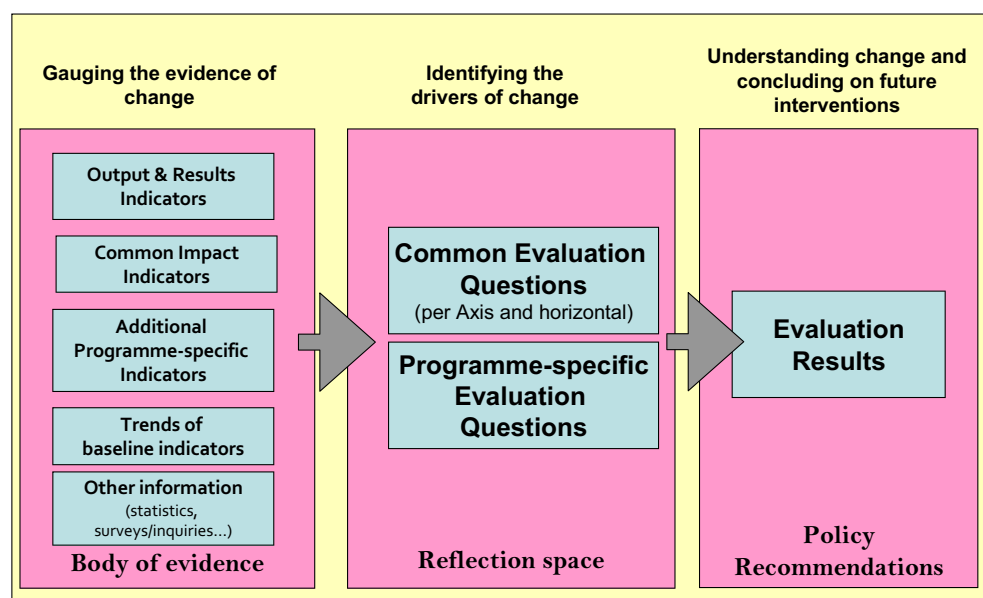 Gauging the evidence of
change
Output & Results
Indicators
Common Impact
Indicators
Additional
Programme-specific
Indicators
Trends of
baseline indicators
Other information
(statistics,
surveys/inquiries...)
Body of evidence
Identifying the
drivers of change
Common Evaluation
Questions
(per Axis and horizontal)
Programme-specific
Evaluation
Questions
Reflection space
Understanding change and
concluding on future
interventions
Evaluation
Results
Policy
Recommendations